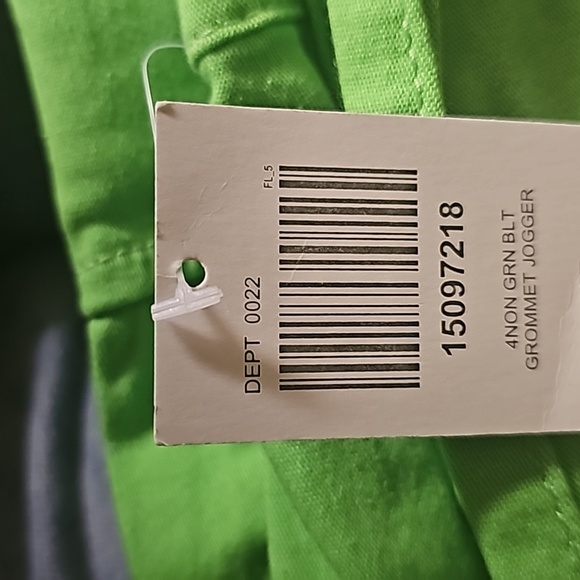 DEPT 0022
FL_5
15097218
4NON GRN BLT
GROMMET JOGGER